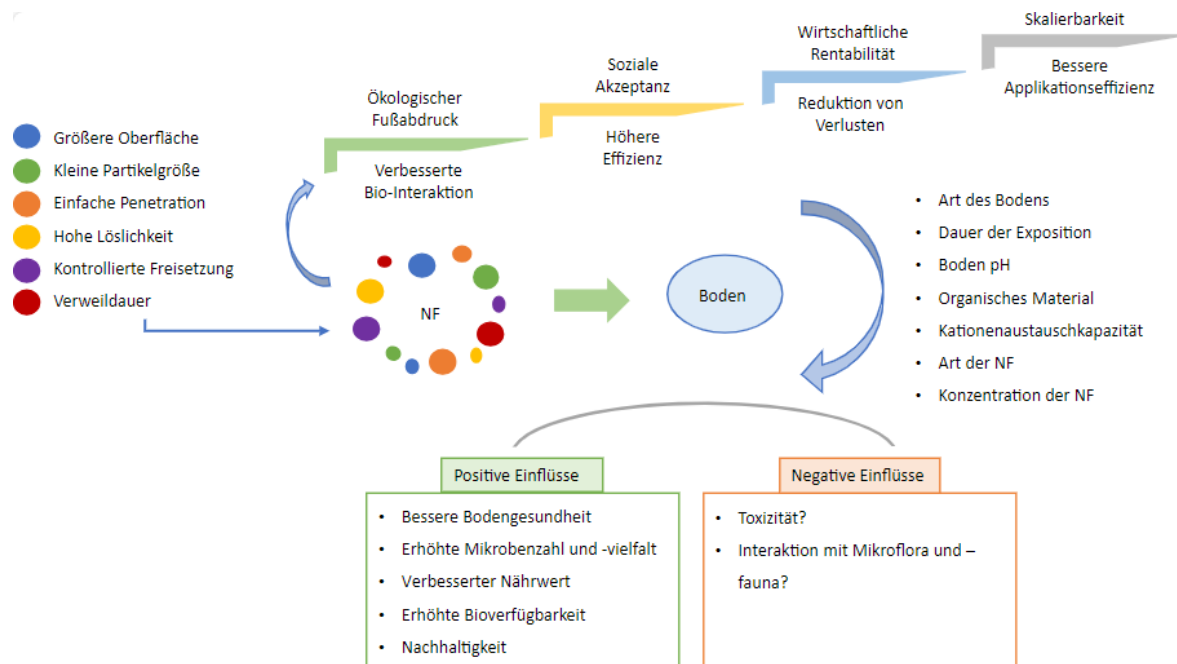 Skalierbarkeit
Bessere
Applikationseffizienz
Wirtschaftliche
Rentabilität
Reduktion von
Verlusten
Soziale
Akzeptanz
Höhere
Effizienz
Ökologischer
Fußabdruck
Verbesserte
Bio-Interaktion
Größere Oberfläche
Kleine Partikelgröße
Einfache Penetration
Hohe Löslichkeit
Kontrollierte Freisetzung
Verweildauer
NF
Boden
• Art des Bodens
• Dauer der Exposition
• Boden pH
• Organisches Material
• Kationenaustauschkapazität
• Art der NF
• Konzentration der NF
Positive Einflüsse
• Bessere Bodengesundheit
• Erhöhte Mikrobenzahl und -vielfalt
• Verbesserter Nährwert
• Erhöhte Bioverfügbarkeit
• Nachhaltigkeit
Negative Einflüsse
• Toxizität?
• Interaktion mit Mikroflora und –
fauna?